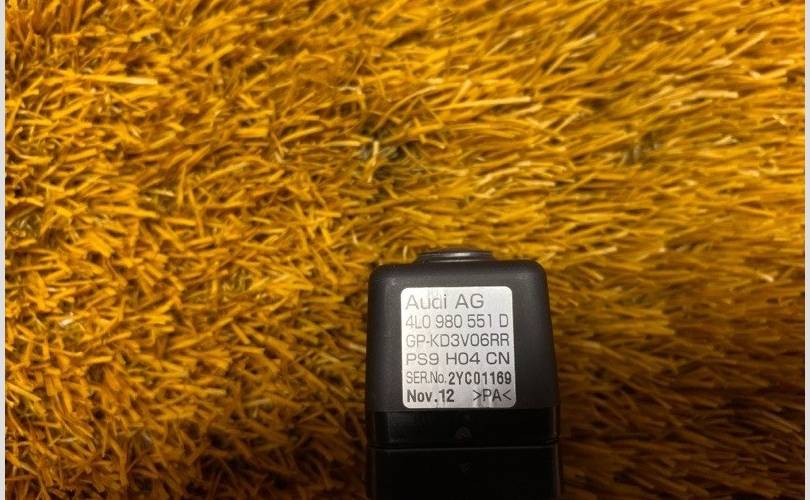 Audi AG
4L0 980 551 D
GP-KD3V06RR
PS9 H04 CN
SER.No. 2YC01169
Nov.12 >PA<